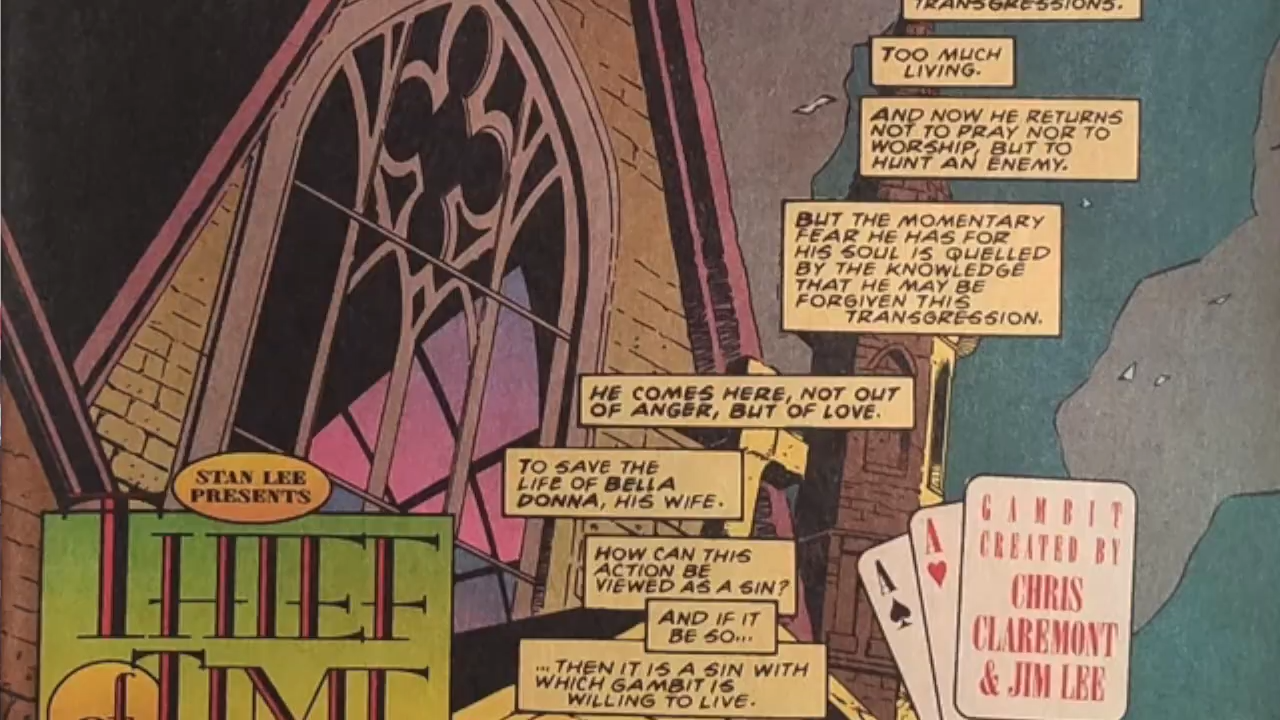 TRANSGRESSIONS.
TOO MUCH
LIVING.
AND NOW HE RETURNS
NOT TO PRAY NOR TO
WORSHIP, BUT TO
HUNT AN ENEMY.
BUT THE MOMENTARY
FEAR HE HAS FOR
HIS SOUL IS QUELLED
BY THE KNOWLEDGE
THAT HE MAY BE
FORGIVEN THIS
TRANSGRESSION.
HE COMES HERE, NOT OUT
OF ANGER, BUT OF LOVE.
TO SAVE THE
LIFE OF BELLA
DONNA, HIS WIFE.
HOW CAN THIS
ACTION BE
VIEWED AS A SIN?
AND IF IT
BE SO...
...THEN IT IS A SIN WITH
WHICH GAMBIT IS
WILLING TO LIVE.
STAN LEE
PRESENTS
THIEF
OF
TIME
A
A
GAMBIT
CREATED BY
CHRIS
CLAREMONT
& JIM LEE